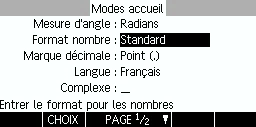 Modes accueil
Mesure d'angle : Radians
Format nombre : Standard
Marque décimale : Point (.)
Langue : Français
Complexe : _
Entrer le format pour les nombres
CHOIX PAGE 1/2 ▼